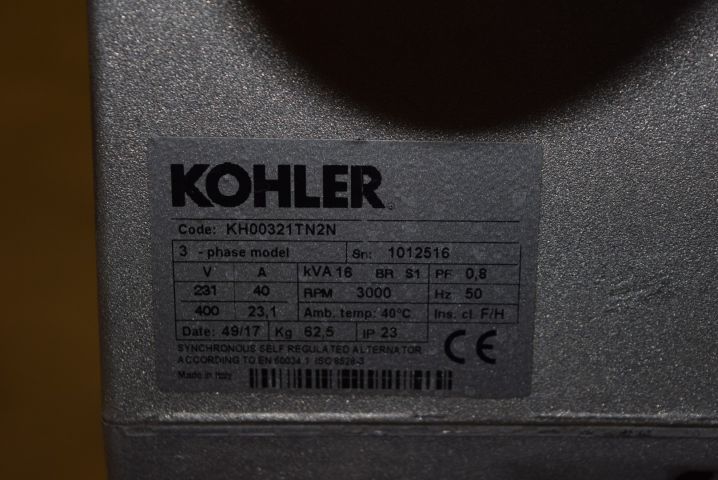 KOHLER®
Code: KH00321TN2N
3 - phase model Sn: 1012516
V A kVA 16 BR S1 PF 0,8
231 40 RPM 3000 Hz 50
400 23,1 Amb. temp: 40°C Ins. cl. F/H
Date: 49/17 Kg 62,5 IP 23
SYNCHRONOUS SELF REGULATED ALTERNATOR
ACCORDING TO EN 60034.1 ISO 8528-3
CE
Made in Italy